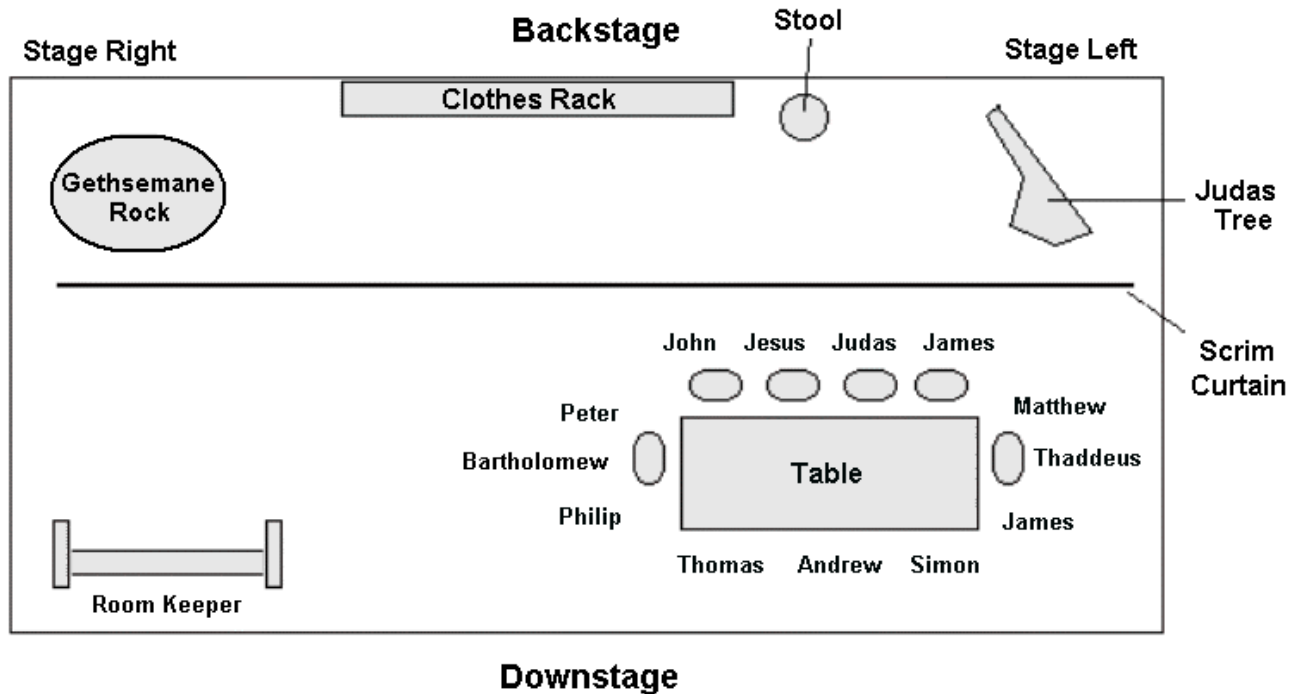 Backstage
Stool
Stage Right
Stage Left
Clothes Rack
Gethsemane
Rock
Judas
Tree
Scrim
Curtain
John Jesus Judas James
Peter
Matthew
Bartholomew
Table
Thaddeus
Philip
James
Thomas Andrew Simon
Room Keeper
Downstage